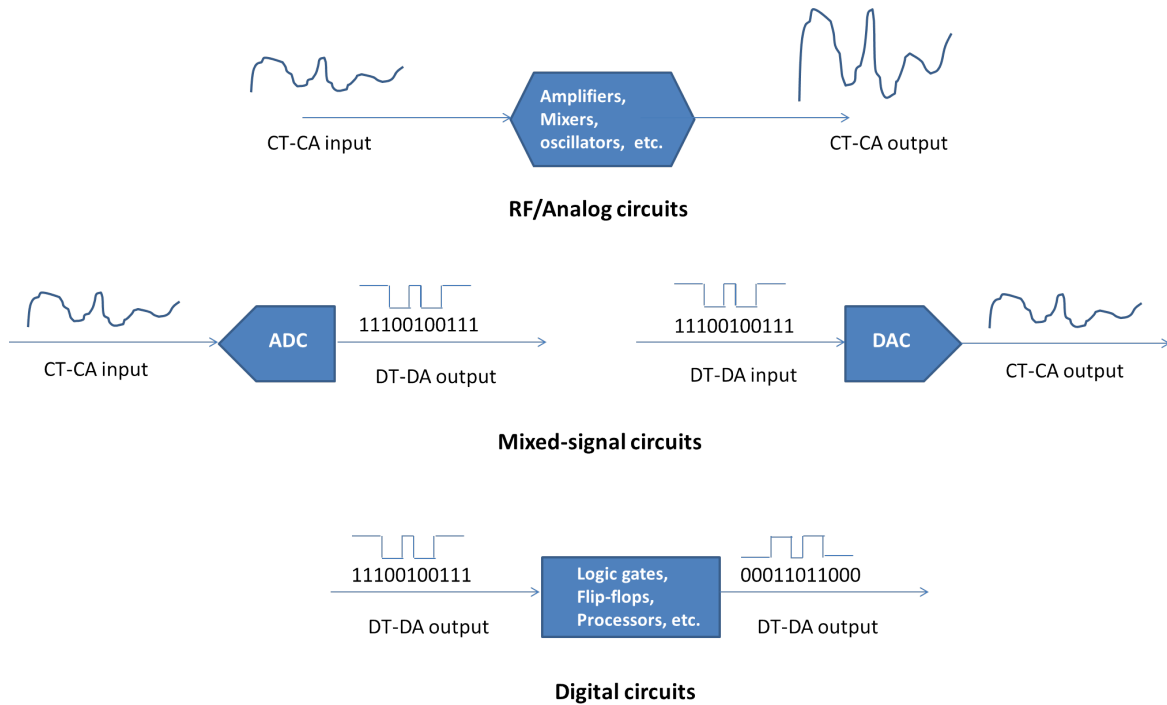 Amplifiers,
Mixers,
oscillators, etc.
CT-CA input
CT-CA output
RF/Analog circuits
ADC
11100100111
CT-CA input
DT-DA output
11100100111
DAC
DT-DA input
CT-CA output
Mixed-signal circuits
11100100111
DT-DA output
Logic gates,
Flip-flops,
Processors, etc.
00011011000
DT-DA output
Digital circuits